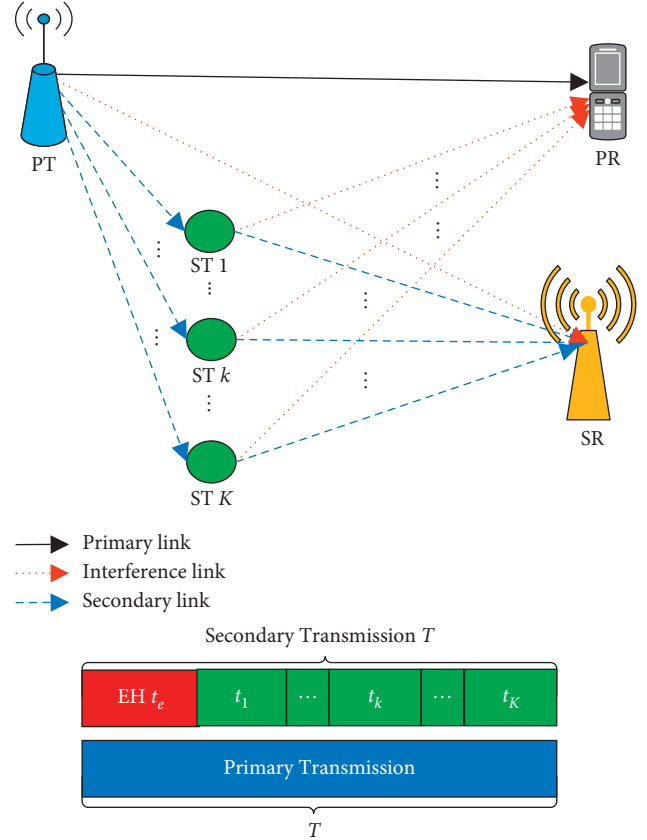 PT
PR
ST 1
ST k
ST K
SR
Primary link
Interference link
Secondary link
Secondary Transmission T
EH tₑ t₁ ... tₖ ... t_K
Primary Transmission
T